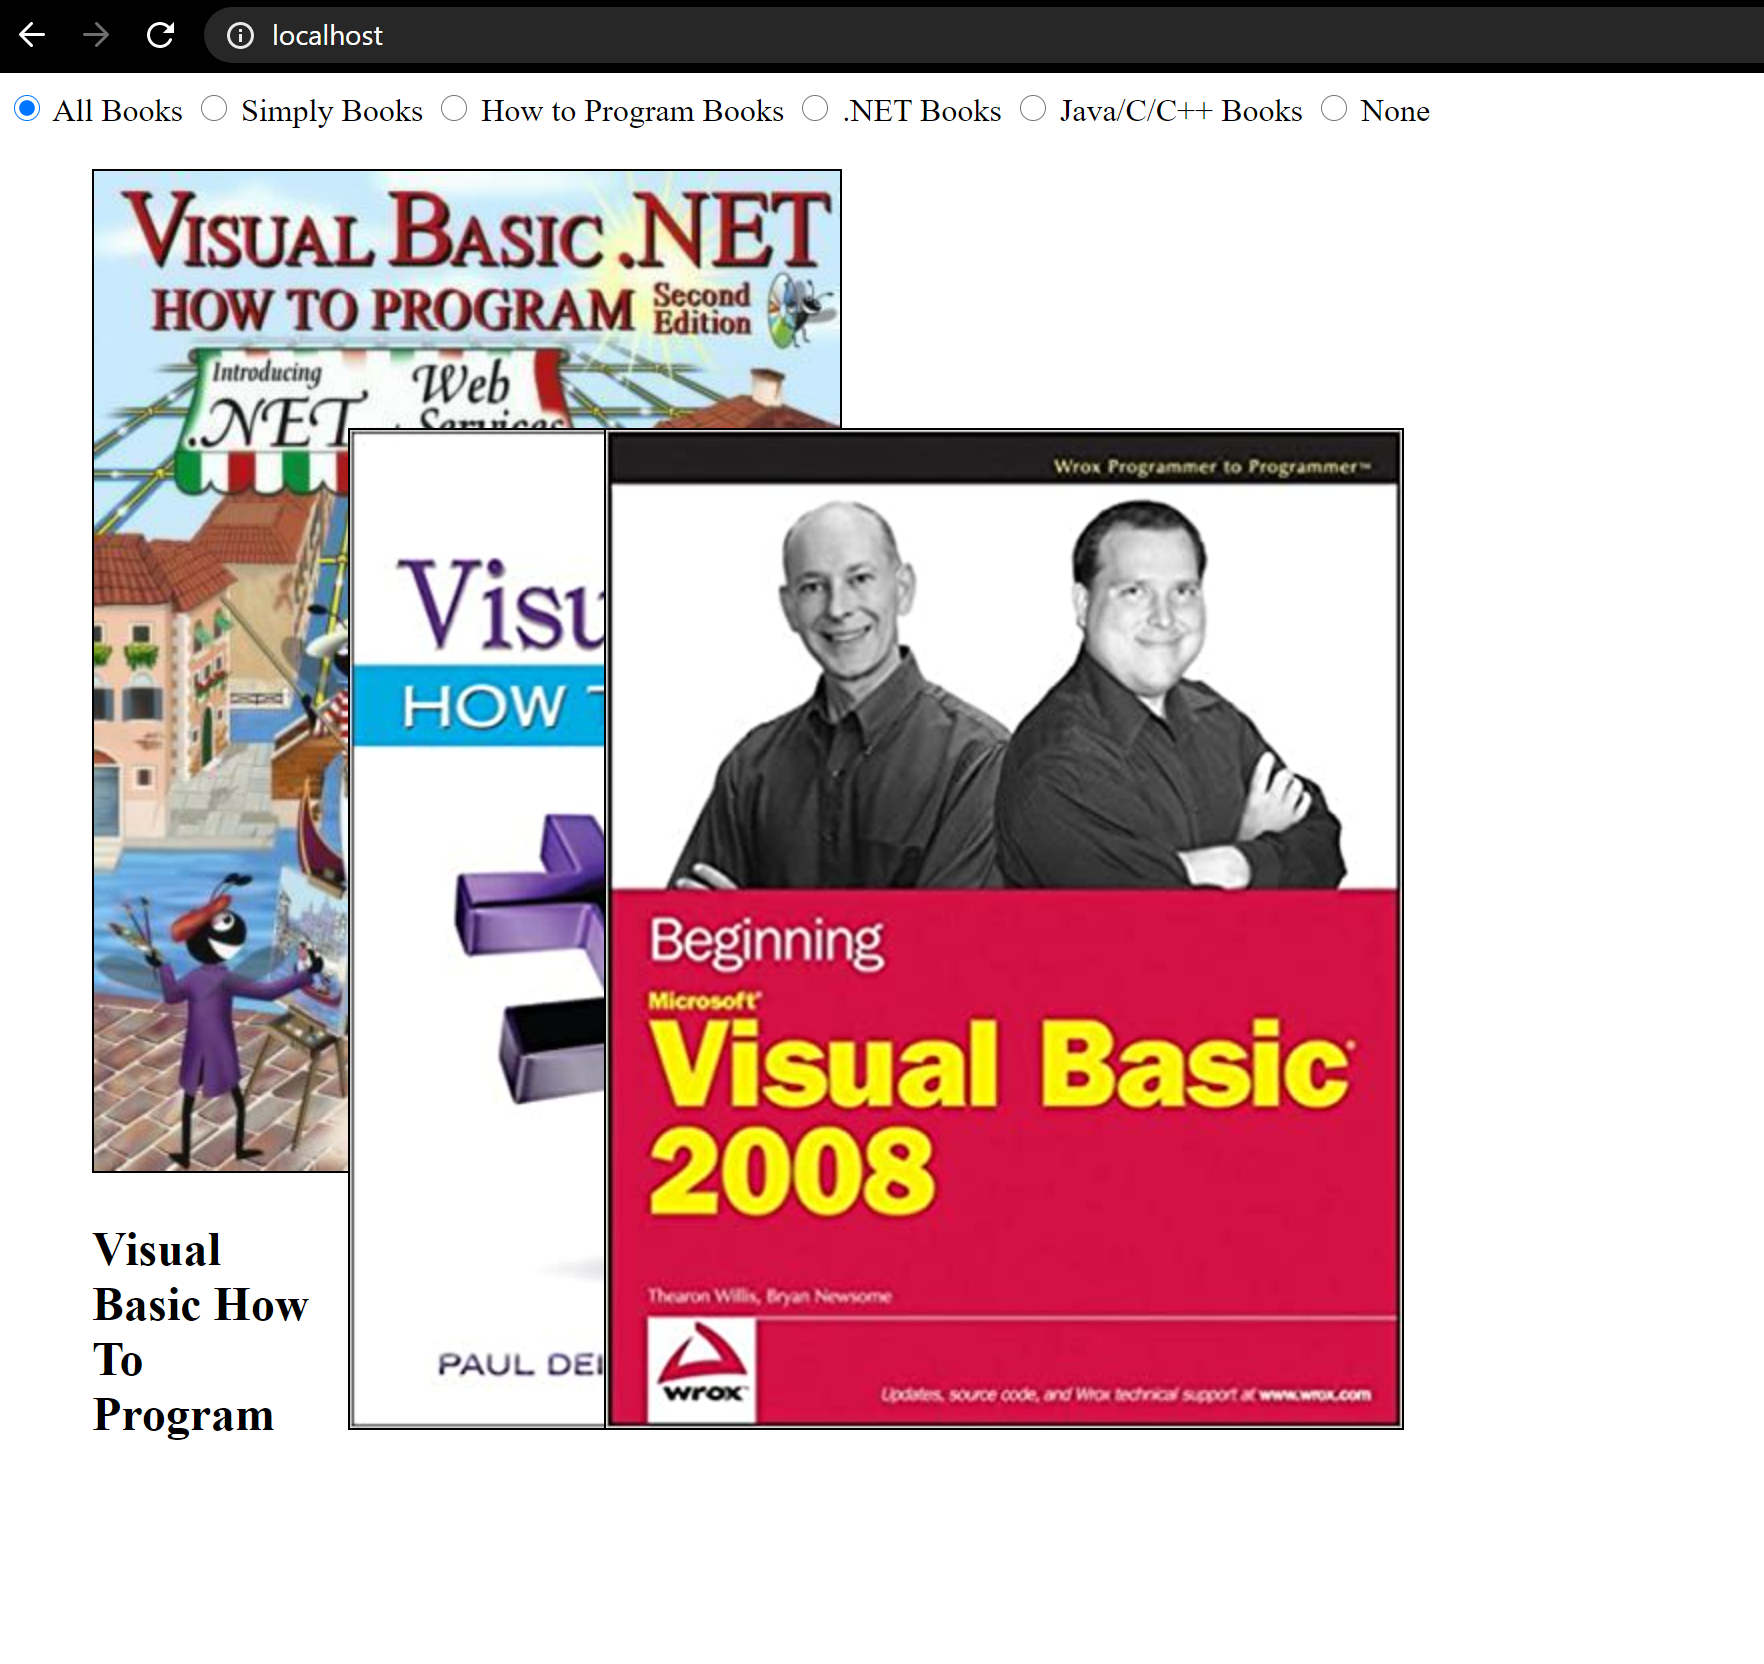 localhost
All Books Simply Books How to Program Books .NET Books Java/C/C++ Books None
VISUAL BASIC .NET
HOW TO PROGRAM Second Edition
Introducing
.NET
Web
Services
Visu
HOW T
PAUL DEI
Wrox Programmer to Programmer™
Beginning
Microsoft®
Visual Basic®
2008
Thearon Willis, Bryan Newsome
wrox™
Updates, source code, and Wrox technical support at www.wrox.com
Visual
Basic How
To
Program